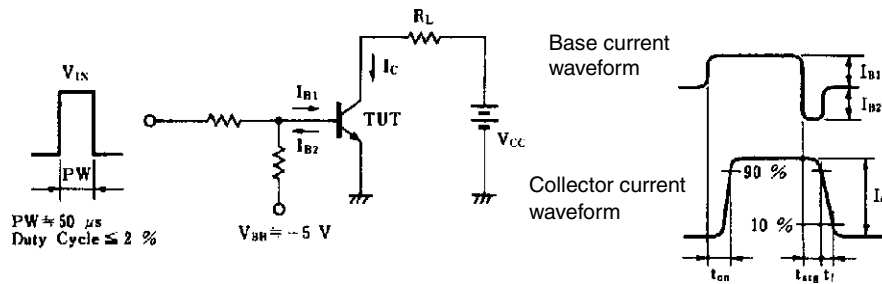 V_IN
PW
PW≒50 μs
Duty Cycle≦2 %
I_B1
I_B2
V_BB≒−5 V
TUT
I_C
R_L
V_CC
Base current
waveform
I_B1
I_B2
Collector current
waveform
90 %
10 %
t_on
t_stg
t_f